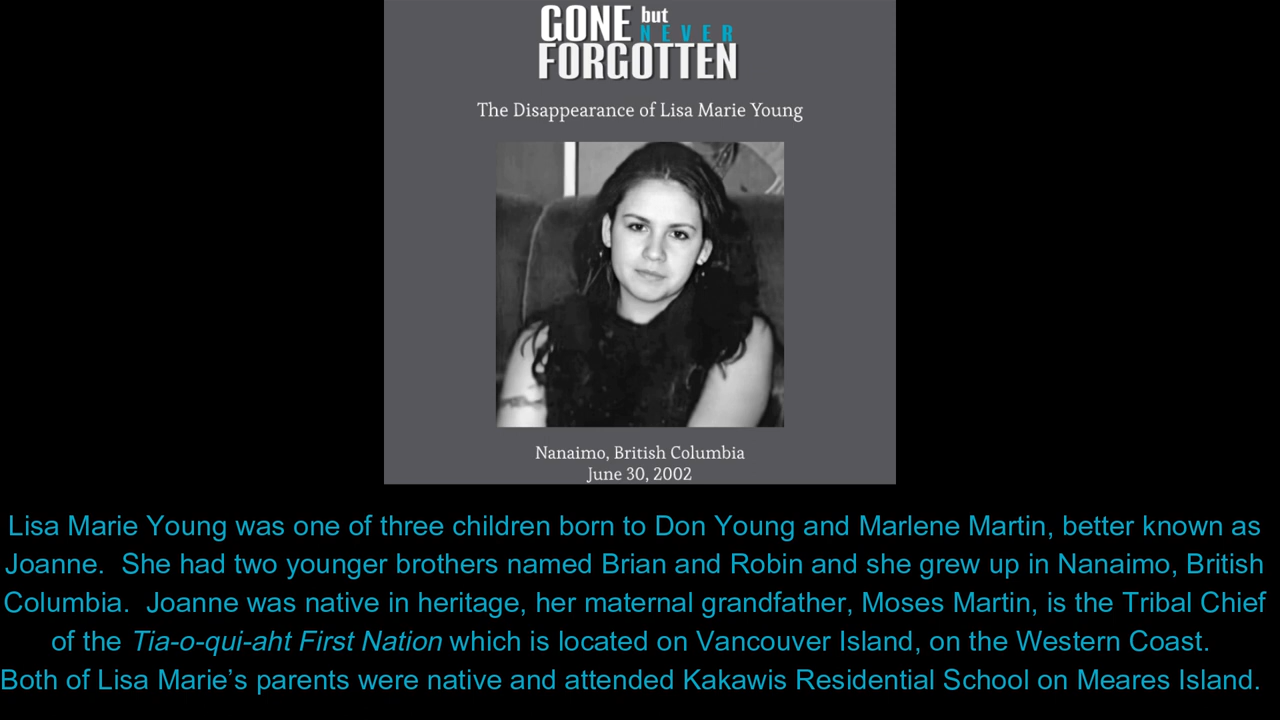 GONE but
NEVER
FORGOTTEN
The Disappearance of Lisa Marie Young
Nanaimo, British Columbia
June 30, 2002
Lisa Marie Young was one of three children born to Don Young and Marlene Martin, better known as
Joanne.  She had two younger brothers named Brian and Robin and she grew up in Nanaimo, British
Columbia.  Joanne was native in heritage, her maternal grandfather, Moses Martin, is the Tribal Chief
of the Tia-o-qui-aht First Nation which is located on Vancouver Island, on the Western Coast.
Both of Lisa Marie’s parents were native and attended Kakawis Residential School on Meares Island.